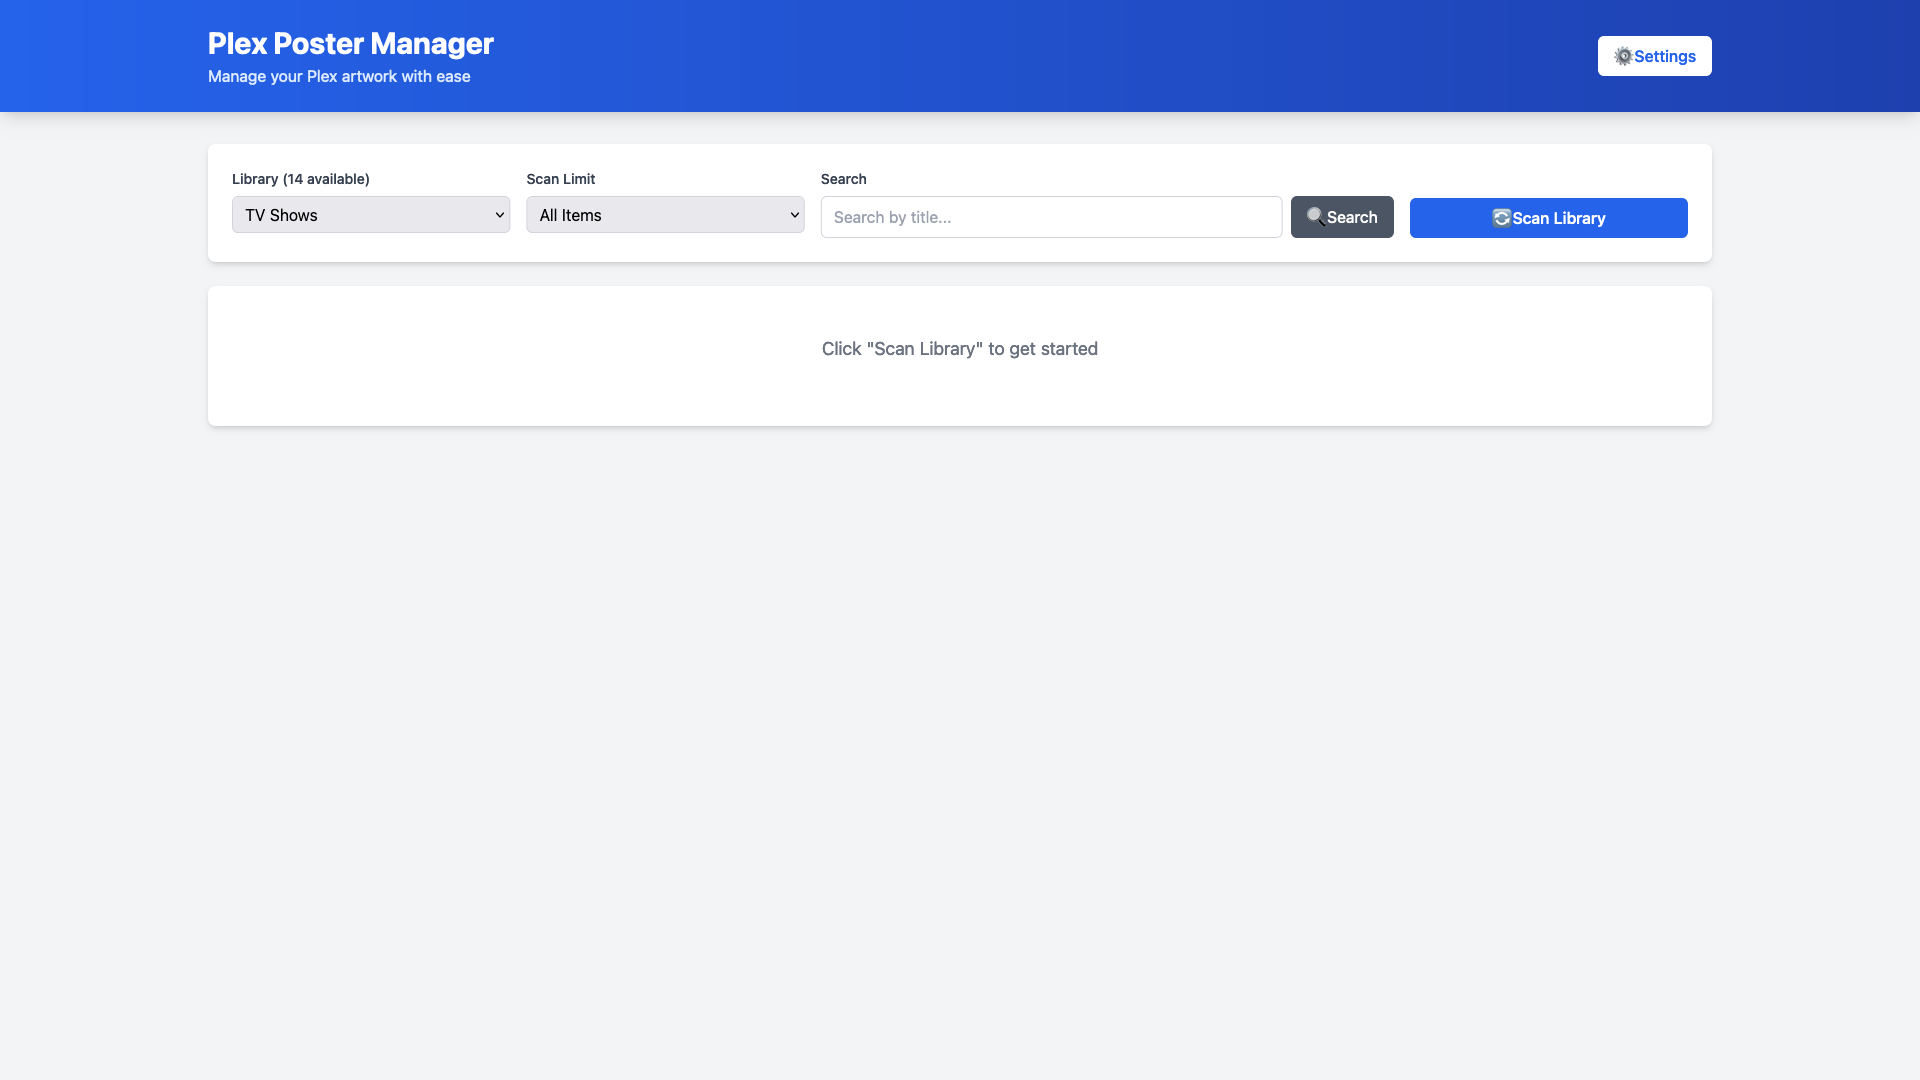 Plex Poster Manager
Manage your Plex artwork with ease
Settings
Library (14 available)
TV Shows
Scan Limit
All Items
Search
Search by title...
Search
Scan Library
Click "Scan Library" to get started